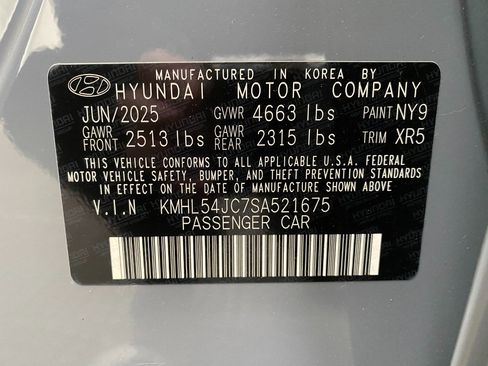 MANUFACTURED IN KOREA BY
HYUNDAI MOTOR COMPANY
JUN/2025 GVWR 4663 lbs PAINT NY9
GAWR FRONT 2513 lbs GAWR REAR 2315 lbs TRIM XR5
THIS VEHICLE CONFORMS TO ALL APPLICABLE U.S.A. FEDERAL
MOTOR VEHICLE SAFETY, BUMPER, AND THEFT PREVENTION STANDARDS
IN EFFECT ON THE DATE OF MANUFACTURE SHOWN ABOVE.
V.I.N KMHL54JC7SA521675
PASSENGER CAR